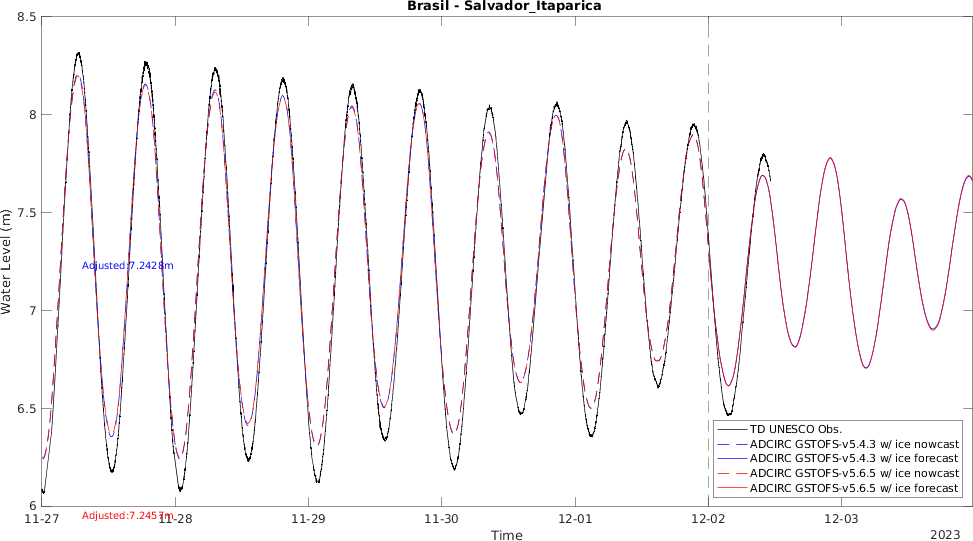 Brasil - Salvador_Itaparica
8.5
8
7.5
7
6.5
6
Water Level (m)
Adjusted:7.2428m
Adjusted:7.2457m
TD UNESCO Obs.
ADCIRC GSTOFS-v5.4.3 w/ ice nowcast
ADCIRC GSTOFS-v5.4.3 w/ ice forecast
ADCIRC GSTOFS-v5.6.5 w/ ice nowcast
ADCIRC GSTOFS-v5.6.5 w/ ice forecast
11-27 11-28 11-29 11-30 12-01 12-02 12-03
Time
2023